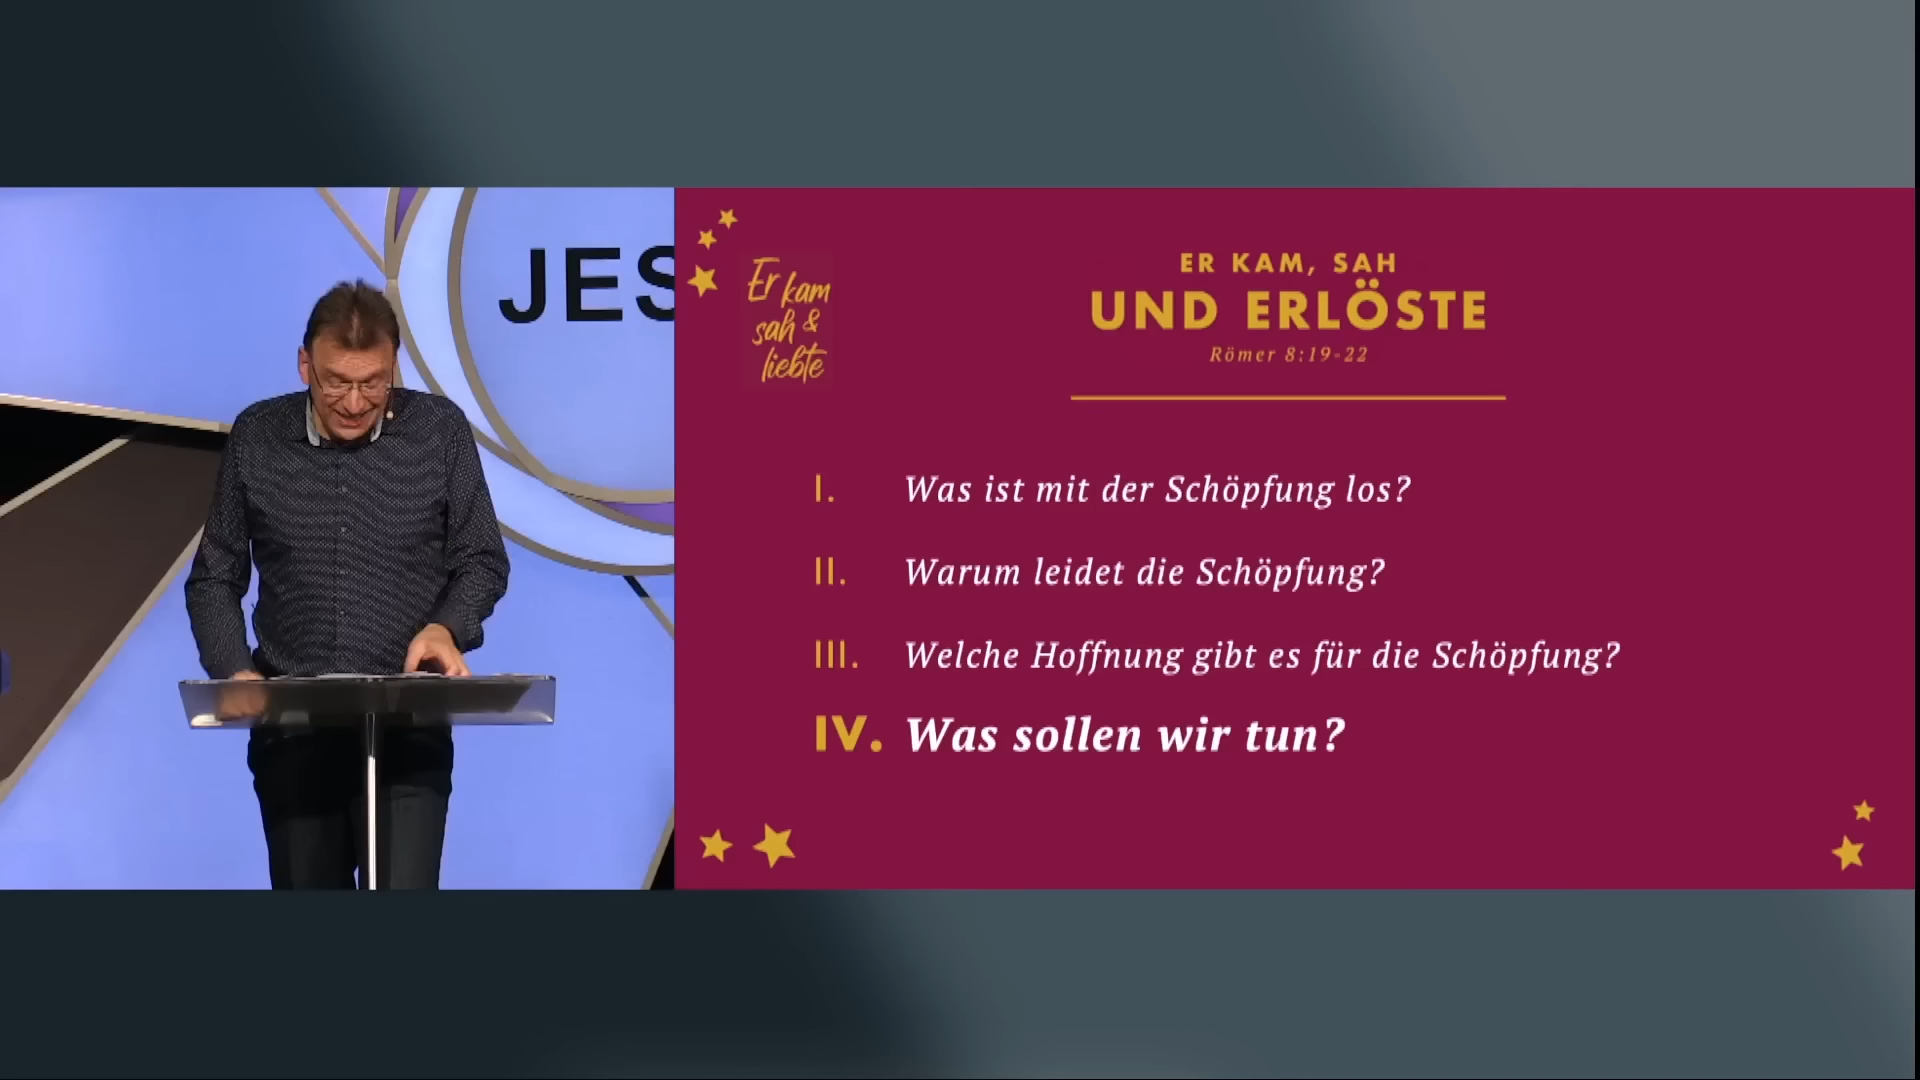 JES
Er kam
sah &
liebte
ER KAM, SAH
UND ERLÖSTE
Römer 8:19-22
I. Was ist mit der Schöpfung los?
II. Warum leidet die Schöpfung?
III. Welche Hoffnung gibt es für die Schöpfung?
IV. Was sollen wir tun?